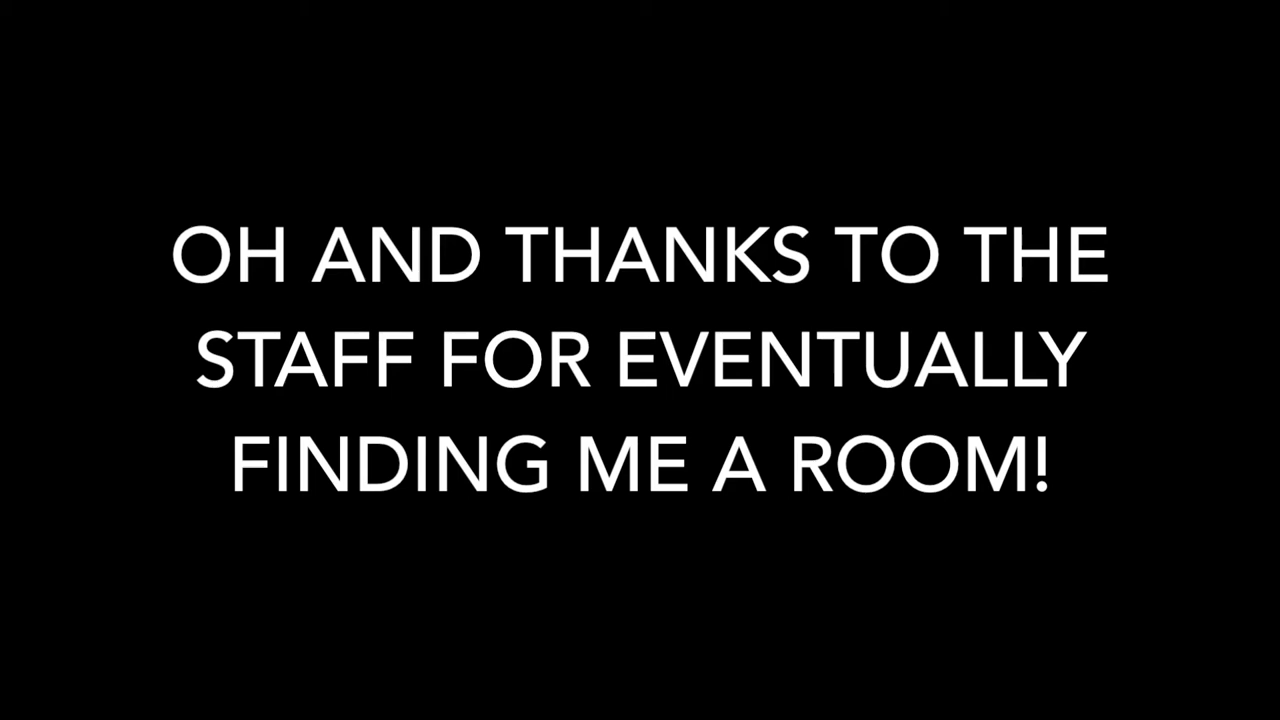 OH AND THANKS TO THE
STAFF FOR EVENTUALLY
FINDING ME A ROOM!